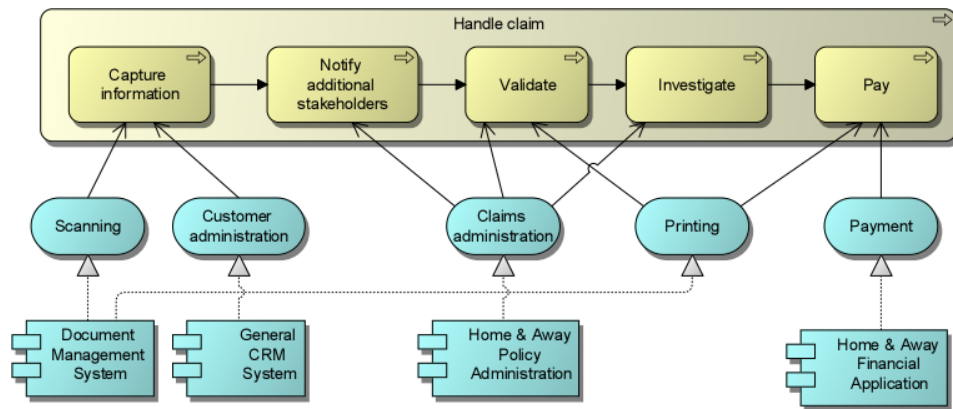 Handle claim
Capture
information
Notify
additional
stakeholders
Validate
Investigate
Pay
Scanning
Customer
administration
Claims
administration
Printing
Payment
Document
Management
System
General
CRM
System
Home & Away
Policy
Administration
Home & Away
Financial
Application